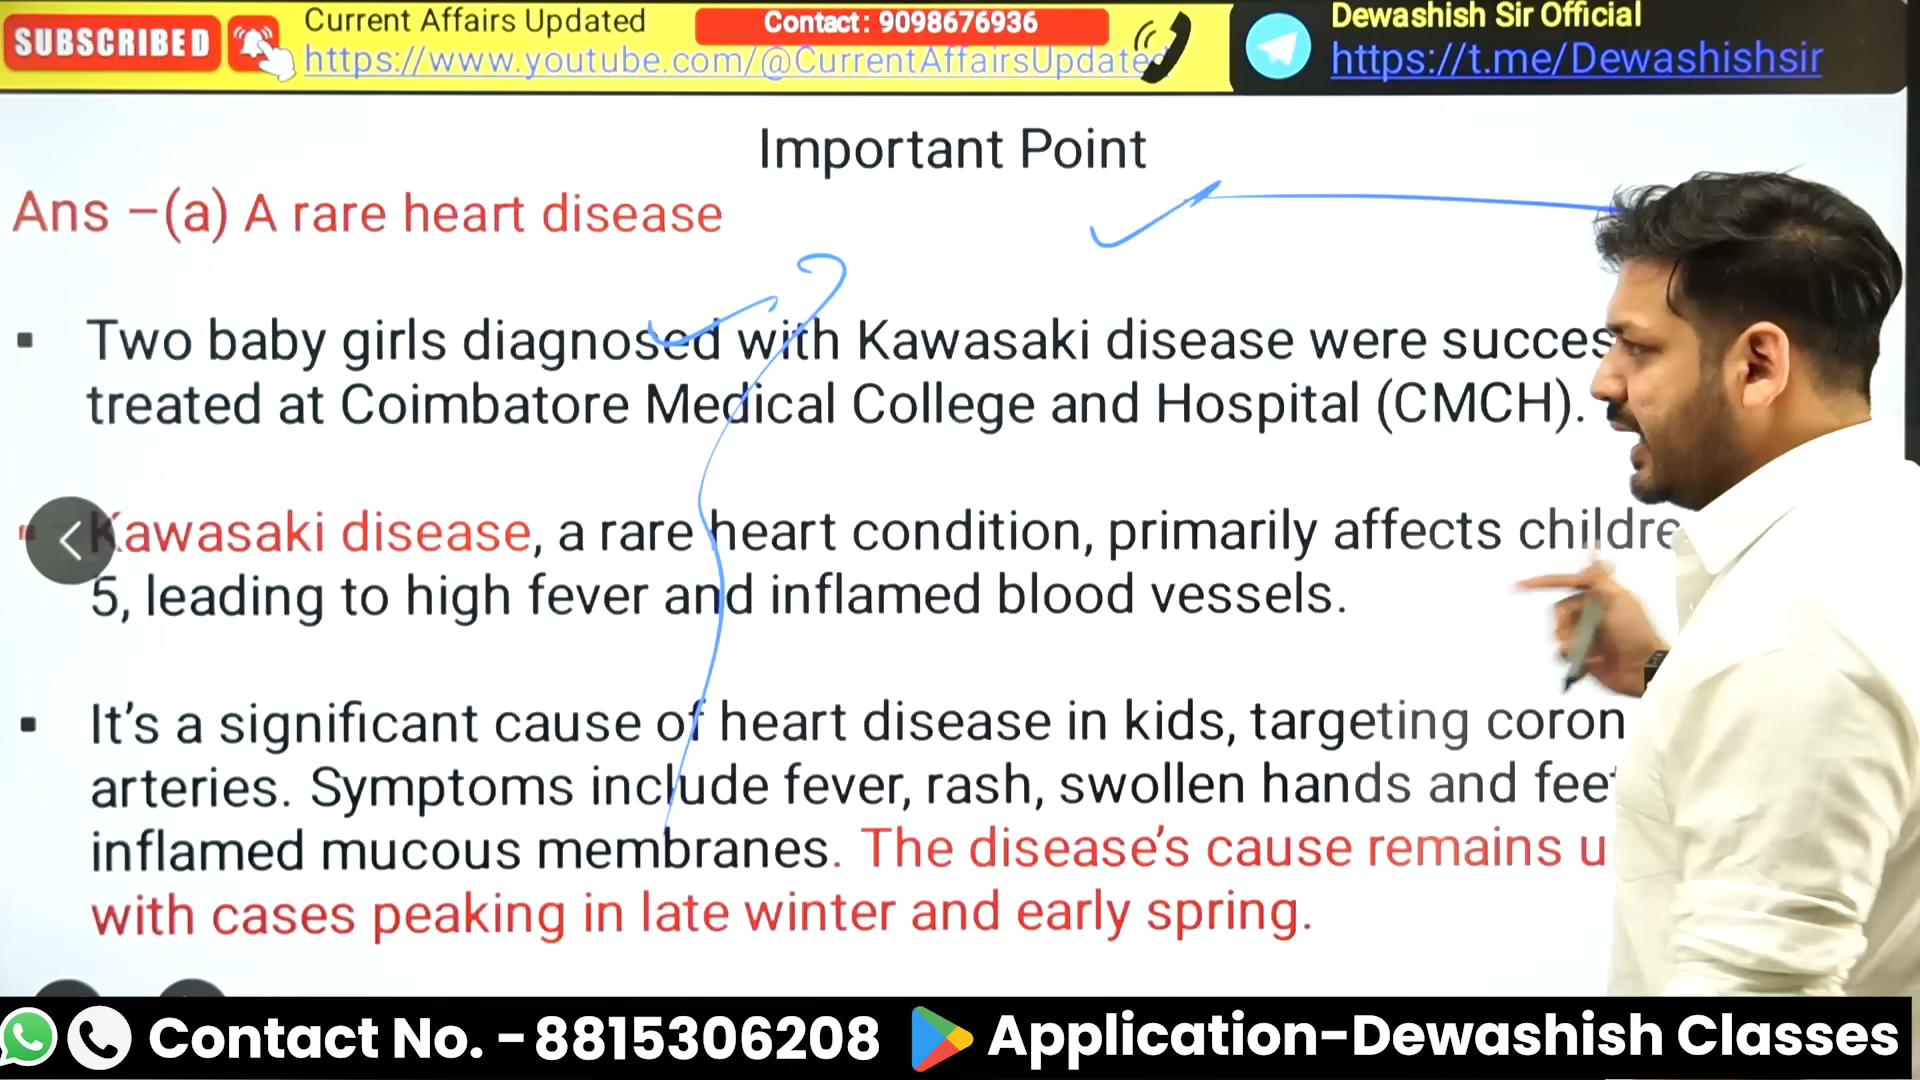 SUBSCRIBED
Current Affairs Updated
https://www.youtube.com/@CurrentAffairsUpdated
Contact : 9098676936
Dewashish Sir Official
https://t.me/Dewashishsir
Important Point
Ans –(a) A rare heart disease
▪ Two baby girls diagnosed with Kawasaki disease were succes
treated at Coimbatore Medical College and Hospital (CMCH).
▪ Kawasaki disease, a rare heart condition, primarily affects childre
5, leading to high fever and inflamed blood vessels.
▪ It’s a significant cause of heart disease in kids, targeting coron
arteries. Symptoms include fever, rash, swollen hands and feet
inflamed mucous membranes. The disease’s cause remains u
with cases peaking in late winter and early spring.
Contact No. - 8815306208
Application-Dewashish Classes